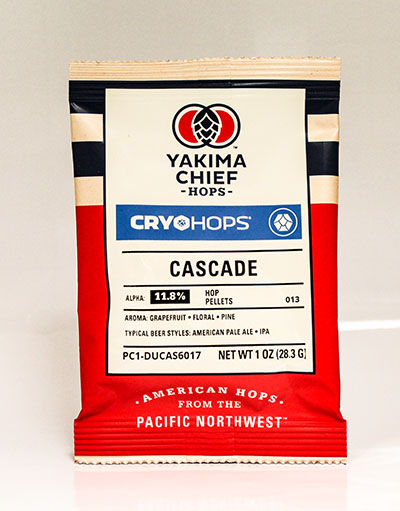 YAKIMA
CHIEF
-HOPS-
CRYOHOPS®
CASCADE
ALPHA: 11.8% HOP PELLETS 013
AROMA: GRAPEFRUIT • FLORAL • PINE
TYPICAL BEER STYLES: AMERICAN PALE ALE • IPA
PC1-DUCAS6017 NET WT 1 OZ (28.3 G)
• AMERICAN HOPS •
FROM THE
PACIFIC NORTHWEST™